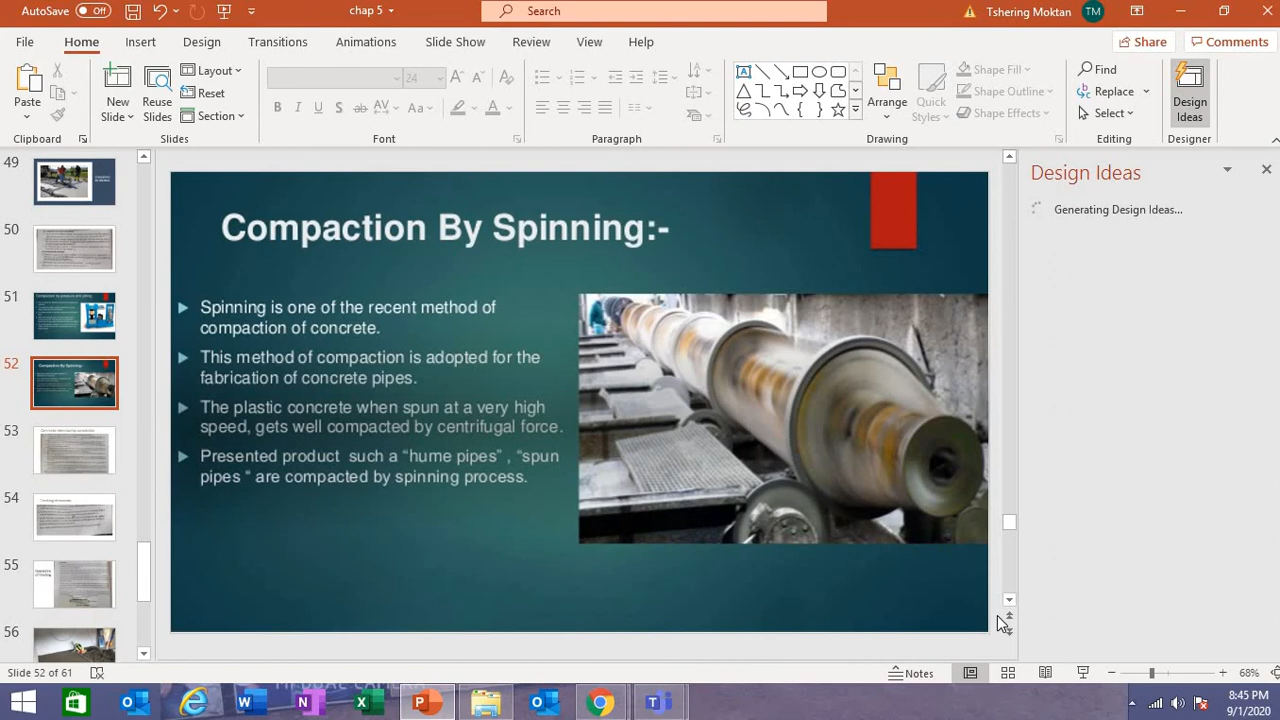 AutoSave Off chap 5 Search Tshering Moktan TM
File Home Insert Design Transitions Animations Slide Show Review View Help Share Comments
Paste New Slide Reuse Slides Layout Reset Section 24 Arrange Quick Styles Shape Fill Shape Outline Shape Effects Find Replace Select Design Ideas
Clipboard Slides Font Paragraph Drawing Editing Designer
49
50
51
52
53
54
55
56
Compaction By Spinning:-
Spinning is one of the recent method of
compaction of concrete.
This method of compaction is adopted for the
fabrication of concrete pipes.
The plastic concrete when spun at a very high
speed, gets well compacted by centrifugal force.
Presented product such a “hume pipes” , “spun
pipes “ are compacted by spinning process.
Design Ideas
Generating Design Ideas...
Slide 52 of 61 Notes 68%
8:45 PM
9/1/2020